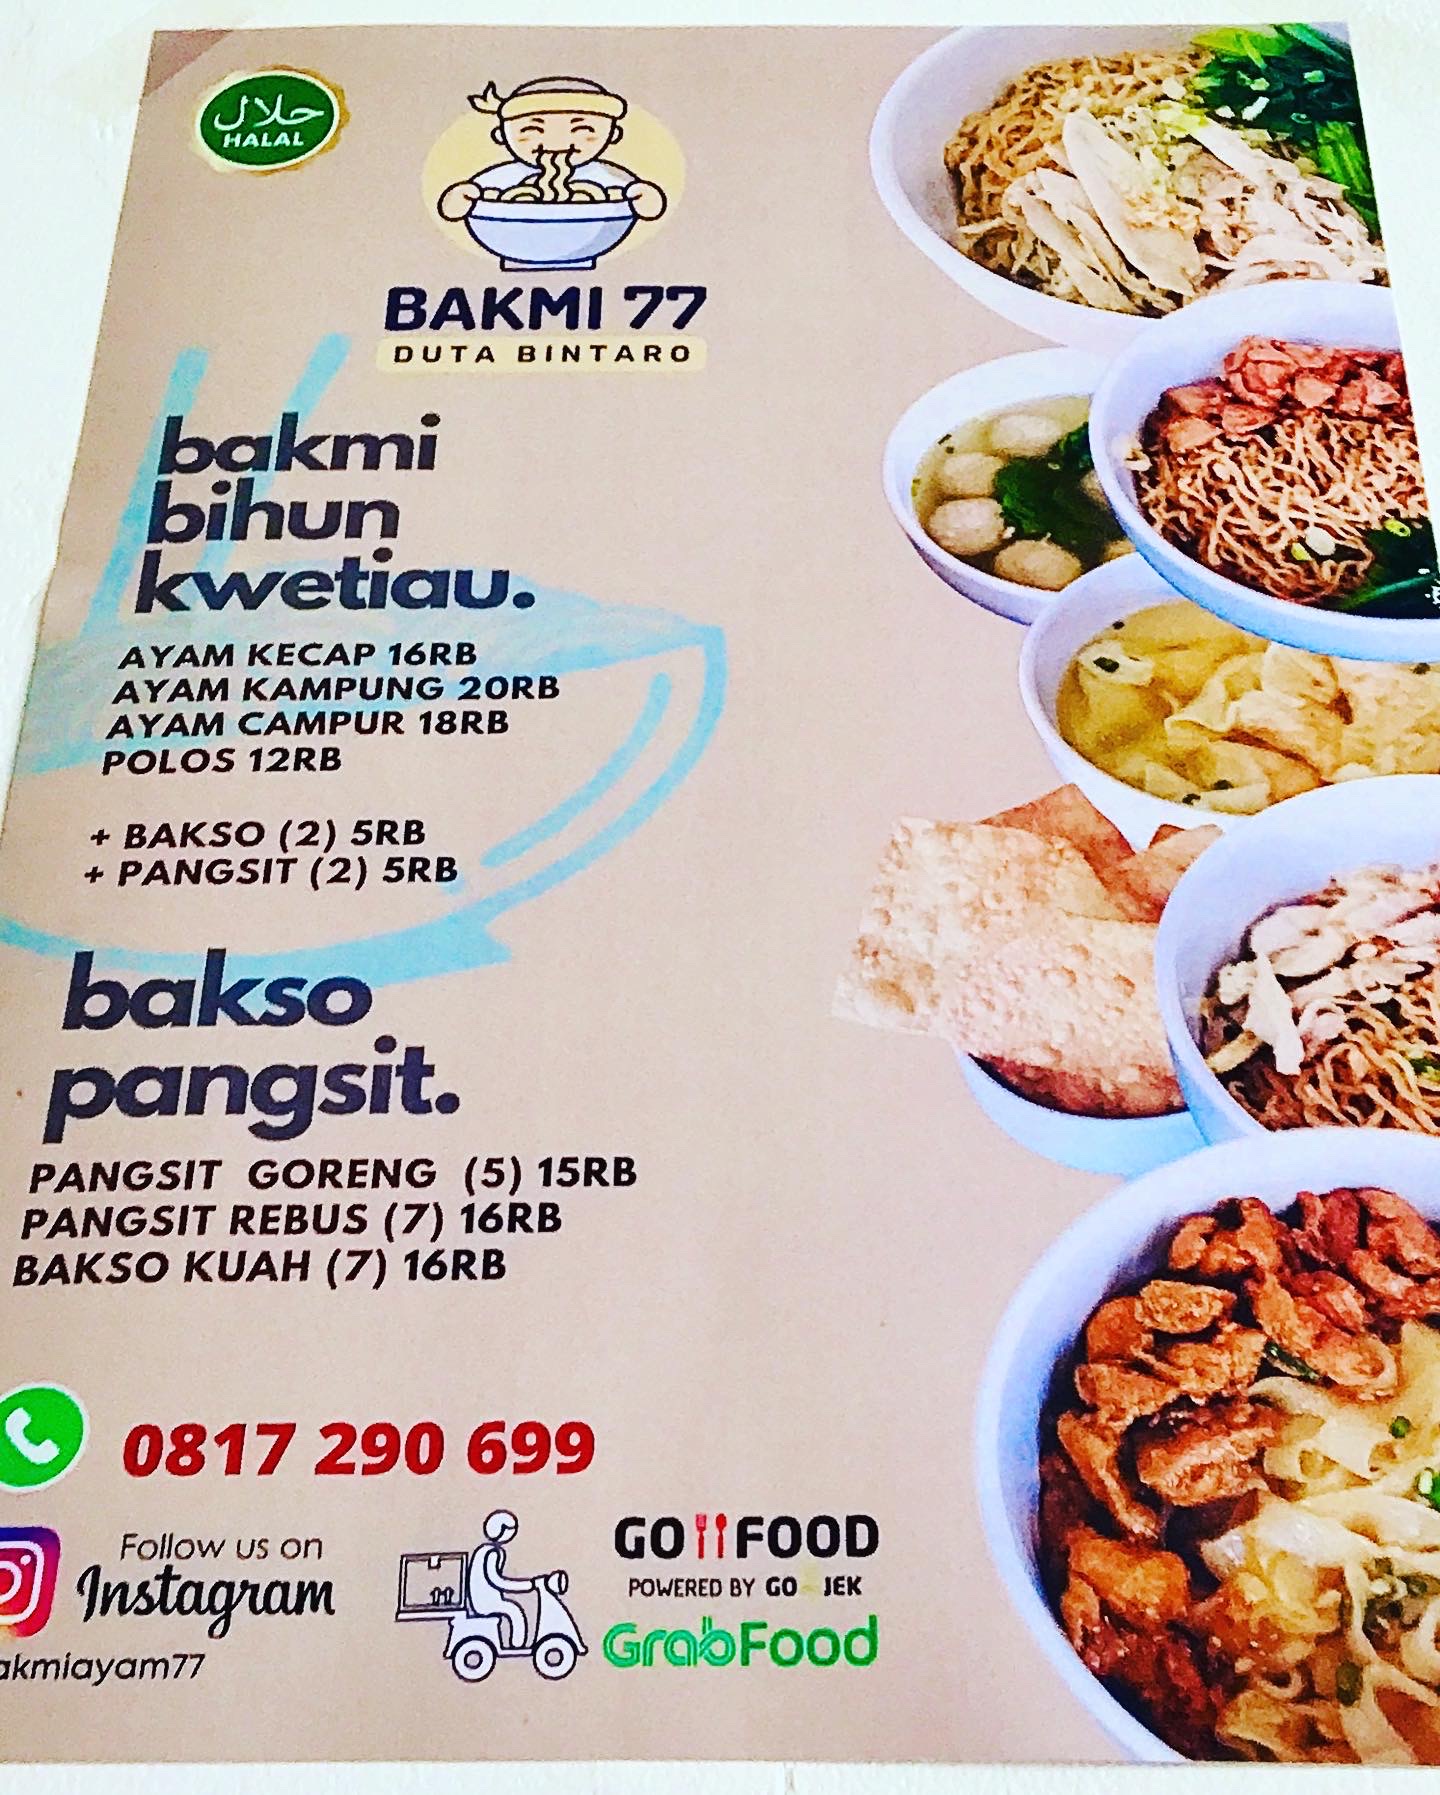 حلال
HALAL
BAKMI 77
DUTA BINTARO
bakmi
bihun
kwetiau.
AYAM KECAP 16RB
AYAM KAMPUNG 20RB
AYAM CAMPUR 18RB
POLOS 12RB
+ BAKSO (2) 5RB
+ PANGSIT (2) 5RB
bakso
pangsit.
PANGSIT GORENG (5) 15RB
PANGSIT REBUS (7) 16RB
BAKSO KUAH (7) 16RB
0817 290 699
Follow us on
Instagram
akmiayam77
GO FOOD
POWERED BY GO JEK
GrabFood